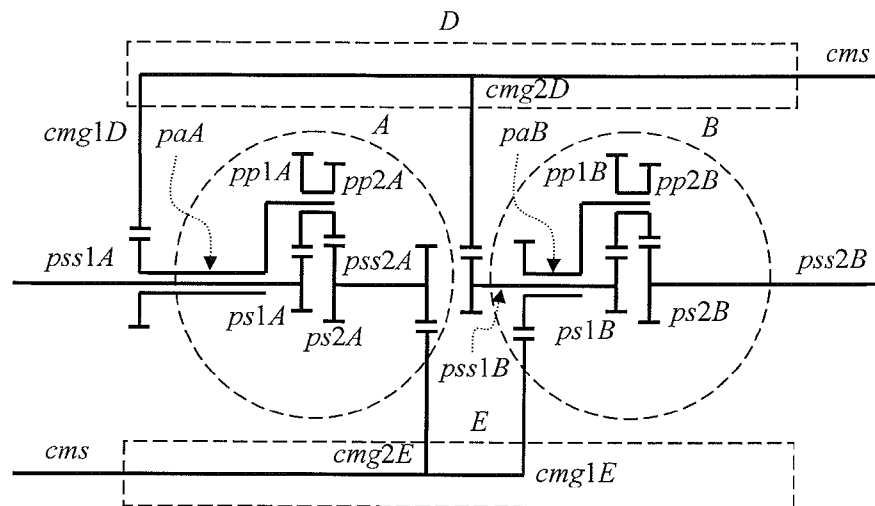 D
cms
cmg2D
cmg1D
paA
A
paB
B
pp1A
pp2A
pp1B
pp2B
pss1A
pss2A
pss2B
ps1A
ps2A
pss1B
ps1B
ps2B
E
cms
cmg2E
cmg1E